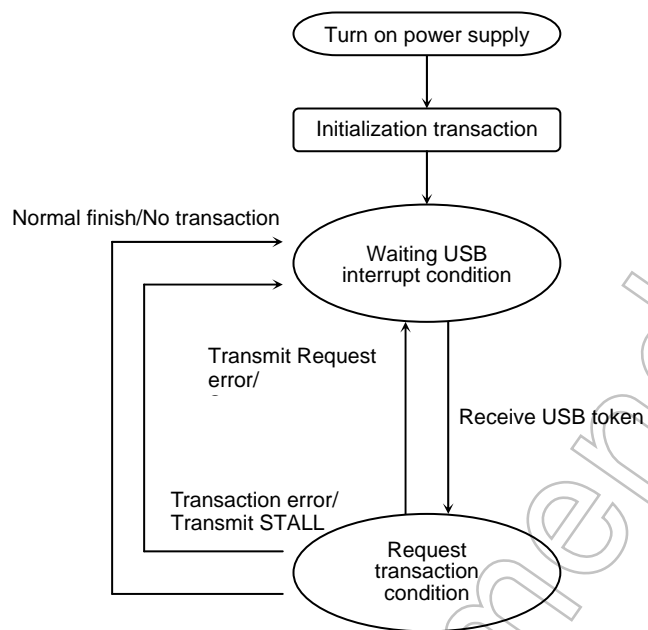 Turn on power supply
Initialization transaction
Normal finish/No transaction
Waiting USB
interrupt condition
Transmit Request
error/
Receive USB token
Transaction error/
Transmit STALL
Request
transaction
condition